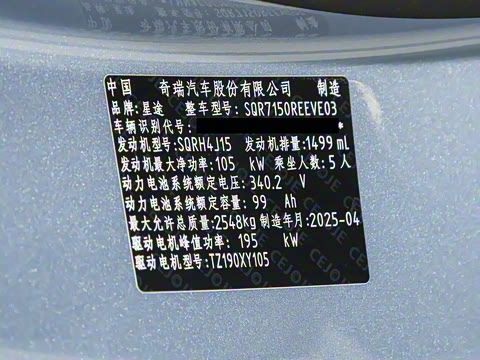 中国 奇瑞汽车股份有限公司 制造
品牌:星途 整车型号:SQR7150REEVE03
车辆识别代号: *
发动机型号:SQRH4J15 发动机排量:1499 mL
发动机最大净功率:105 kW 乘坐人数:5 人
动力电池系统额定电压:340.2 V
动力电池系统额定容量:99 Ah
最大允许总质量:2548kg 制造年月:2025-04
驱动电机峰值功率:195 kW
驱动电机型号:TZ190XY105